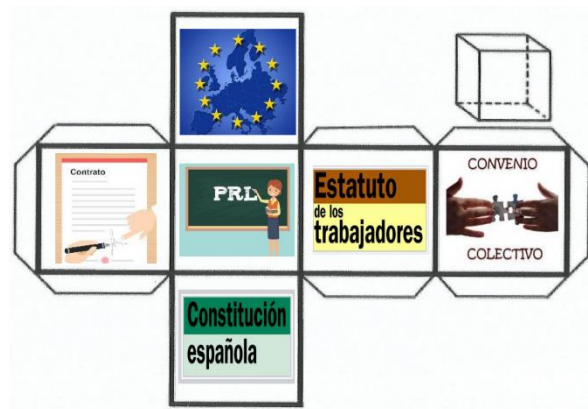 Contrato
PRL
Estatuto
de los
trabajadores
CONVENIO
COLECTIVO
Constitución
española